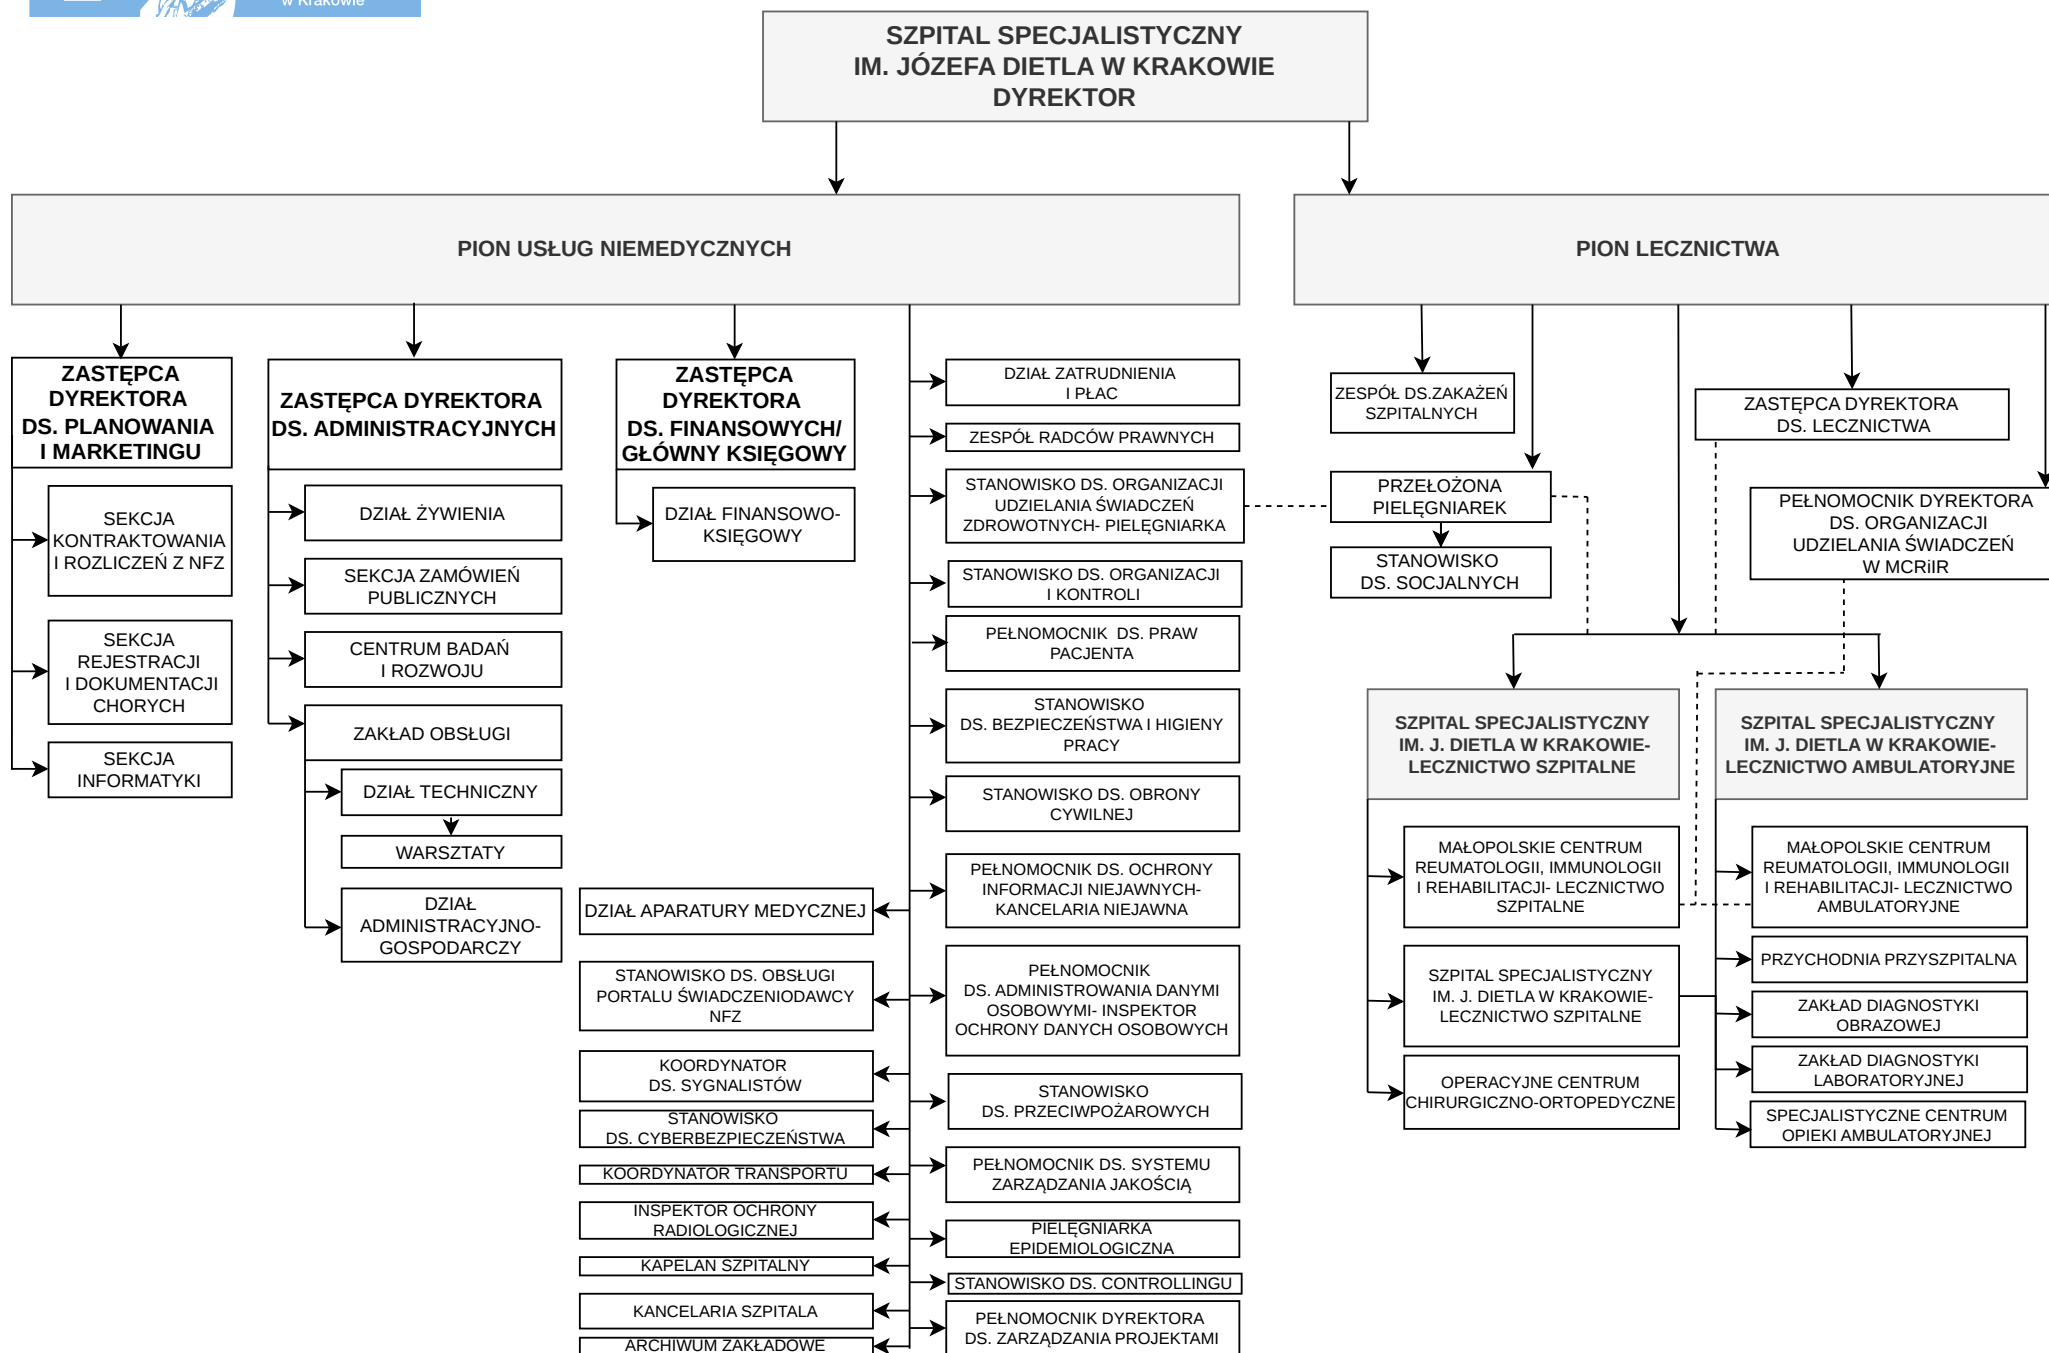 w Krakowie
SZPITAL SPECJALISTYCZNY
IM. JÓZEFA DIETLA W KRAKOWIE
DYREKTOR
PION USŁUG NIEMEDYCZNYCH
PION LECZNICTWA
ZASTĘPCA
DYREKTORA
DS. PLANOWANIA
I MARKETINGU
SEKCJA
KONTRAKTOWANIA
I ROZLICZEŃ Z NFZ
SEKCJA
REJESTRACJI
I DOKUMENTACJI
CHORYCH
SEKCJA
INFORMATYKI
ZASTĘPCA DYREKTORA
DS. ADMINISTRACYJNYCH
DZIAŁ ŻYWIENIA
SEKCJA ZAMÓWIEŃ
PUBLICZNYCH
CENTRUM BADAŃ
I ROZWOJU
ZAKŁAD OBSŁUGI
DZIAŁ TECHNICZNY
WARSZTATY
DZIAŁ
ADMINISTRACYJNO-
GOSPODARCZY
ZASTĘPCA
DYREKTORA
DS. FINANSOWYCH/
GŁÓWNY KSIĘGOWY
DZIAŁ FINANSOWO-
KSIĘGOWY
DZIAŁ APARATURY MEDYCZNEJ
STANOWISKO DS. OBSŁUGI
PORTALU ŚWIADCZENIODAWCY
NFZ
KOORDYNATOR
DS. SYGNALISTÓW
STANOWISKO
DS. CYBERBEZPIECZEŃSTWA
KOORDYNATOR TRANSPORTU
INSPEKTOR OCHRONY
RADIOLOGICZNEJ
KAPELAN SZPITALNY
KANCELARIA SZPITALA
ARCHIWUM ZAKŁADOWE
DZIAŁ ZATRUDNIENIA
I PŁAC
ZESPÓŁ RADCÓW PRAWNYCH
STANOWISKO DS. ORGANIZACJI
UDZIELANIA ŚWIADCZEŃ
ZDROWOTNYCH- PIELĘGNIARKA
STANOWISKO DS. ORGANIZACJI
I KONTROLI
PEŁNOMOCNIK DS. PRAW
PACJENTA
STANOWISKO
DS. BEZPIECZEŃSTWA I HIGIENY
PRACY
STANOWISKO DS. OBRONY
CYWILNEJ
PEŁNOMOCNIK DS. OCHRONY
INFORMACJI NIEJAWNYCH-
KANCELARIA NIEJAWNA
PEŁNOMOCNIK
DS. ADMINISTROWANIA DANYMI
OSOBOWYMI- INSPEKTOR
OCHRONY DANYCH OSOBOWYCH
STANOWISKO
DS. PRZECIWPOŻAROWYCH
PEŁNOMOCNIK DS. SYSTEMU
ZARZĄDZANIA JAKOŚCIĄ
PIELĘGNIARKA
EPIDEMIOLOGICZNA
STANOWISKO DS. CONTROLLINGU
PEŁNOMOCNIK DYREKTORA
DS. ZARZĄDZANIA PROJEKTAMI
ZESPÓŁ DS.ZAKAŻEŃ
SZPITALNYCH
PRZEŁOŻONA
PIELĘGNIAREK
STANOWISKO
DS. SOCJALNYCH
ZASTĘPCA DYREKTORA
DS. LECZNICTWA
PEŁNOMOCNIK DYREKTORA
DS. ORGANIZACJI
UDZIELANIA ŚWIADCZEŃ
W MCRiIR
SZPITAL SPECJALISTYCZNY
IM. J. DIETLA W KRAKOWIE-
LECZNICTWO SZPITALNE
MAŁOPOLSKIE CENTRUM
REUMATOLOGII, IMMUNOLOGII
I REHABILITACJI- LECZNICTWO
SZPITALNE
SZPITAL SPECJALISTYCZNY
IM. J. DIETLA W KRAKOWIE-
LECZNICTWO SZPITALNE
OPERACYJNE CENTRUM
CHIRURGICZNO-ORTOPEDYCZNE
SZPITAL SPECJALISTYCZNY
IM. J. DIETLA W KRAKOWIE-
LECZNICTWO AMBULATORYJNE
MAŁOPOLSKIE CENTRUM
REUMATOLOGII, IMMUNOLOGII
I REHABILITACJI- LECZNICTWO
AMBULATORYJNE
PRZYCHODNIA PRZYSZPITALNA
ZAKŁAD DIAGNOSTYKI
OBRAZOWEJ
ZAKŁAD DIAGNOSTYKI
LABORATORYJNEJ
SPECJALISTYCZNE CENTRUM
OPIEKI AMBULATORYJNEJ